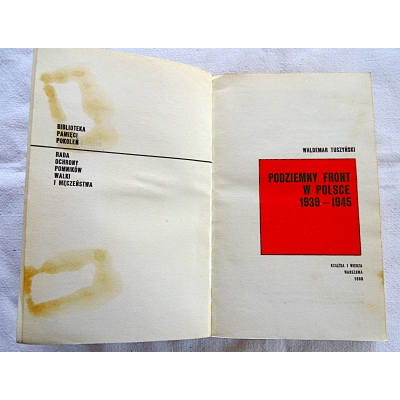 BIBLIOTEKA
PAMIĘCI
POKOLEŃ
RADA
OCHRONY
POMNIKÓW
WALKI
I MĘCZEŃSTWA
WALDEMAR TUSZYŃSKI
PODZIEMNY FRONT
W POLSCE
1939-1945
KSIĄŻKA I WIEDZA
WARSZAWA